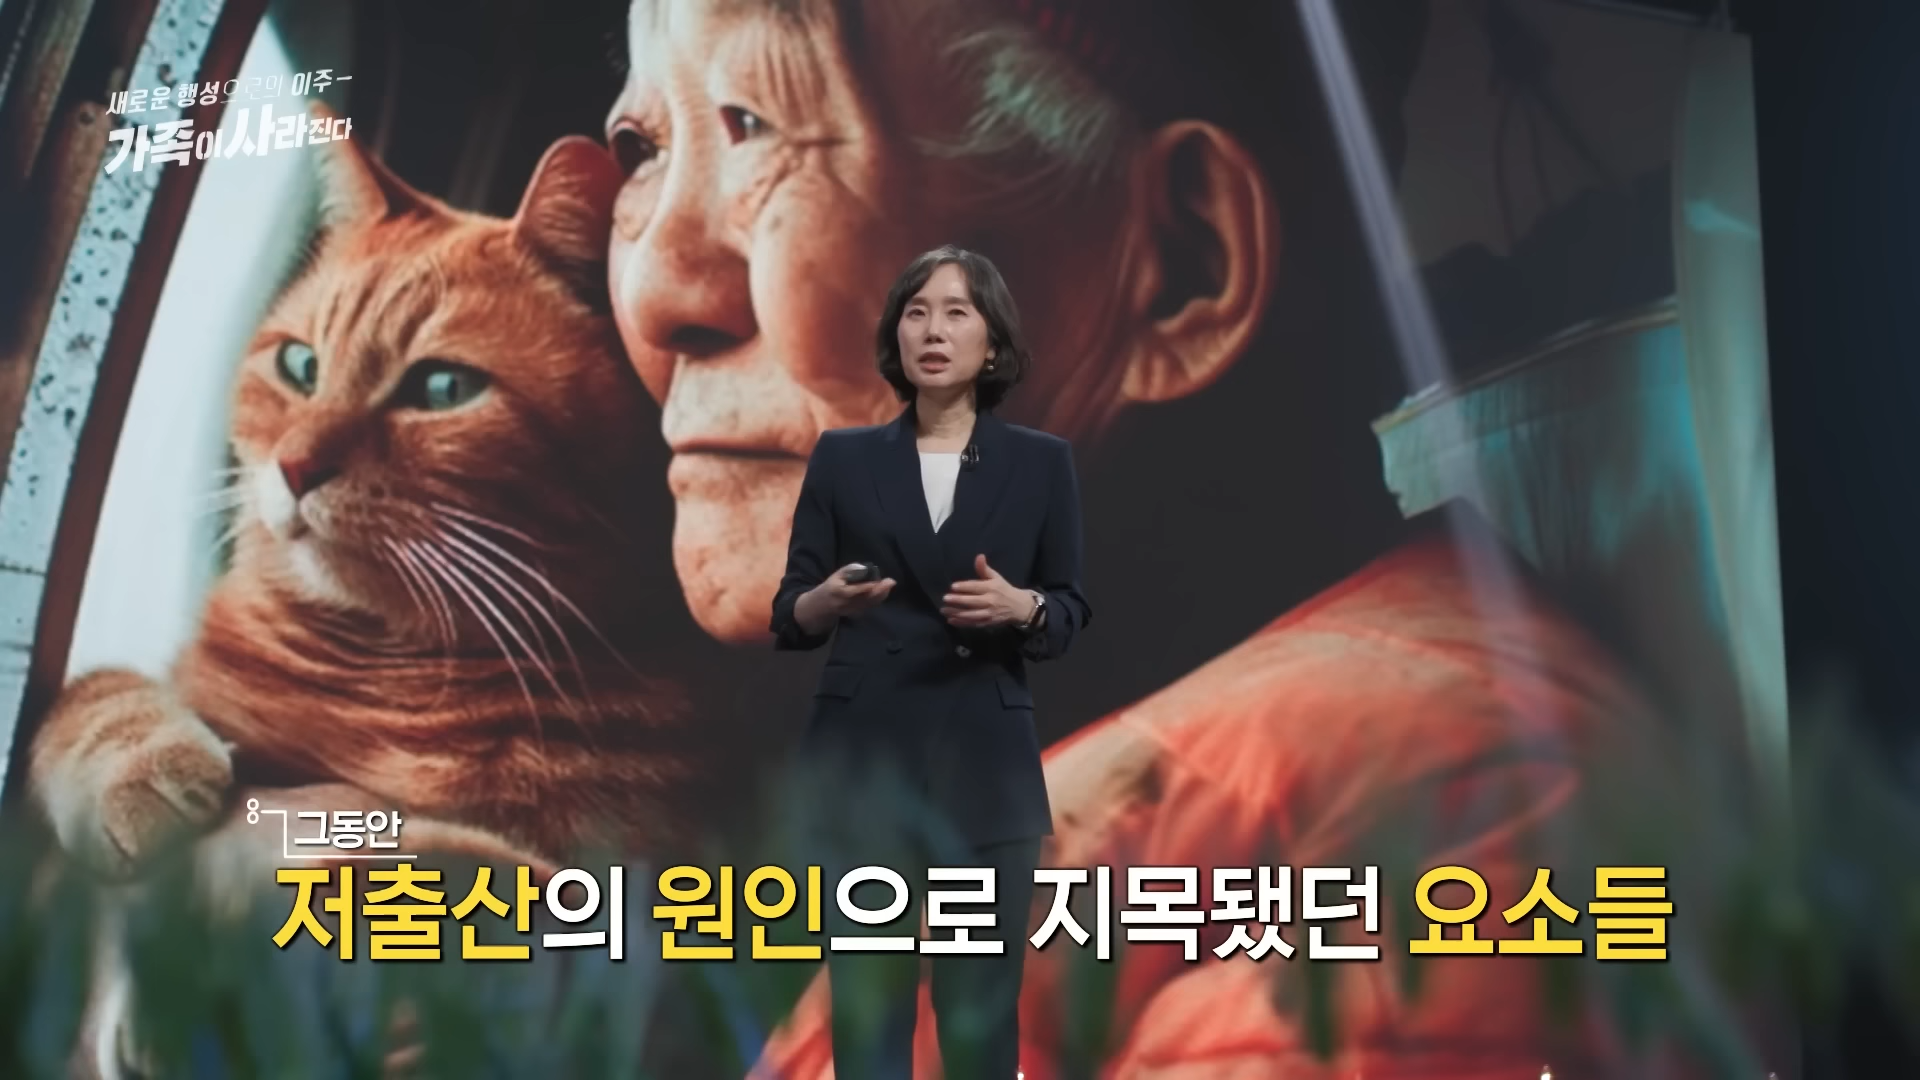 새로운 행성으로의 이주 –
가족이 사라진다
그동안
저출산의 원인으로 지목됐던 요소들